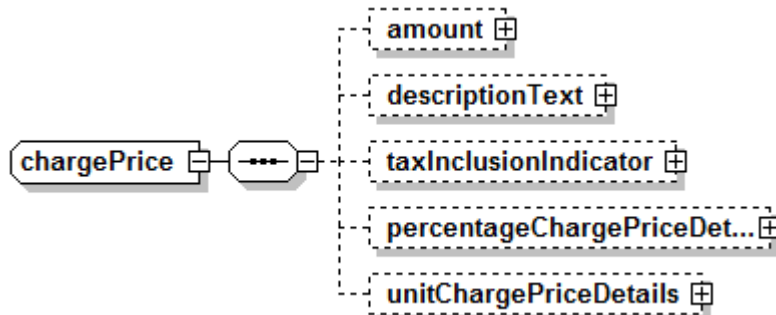 amount
descriptionText
chargePrice
taxInclusionIndicator
percentageChargePriceDet...
unitChargePriceDetails